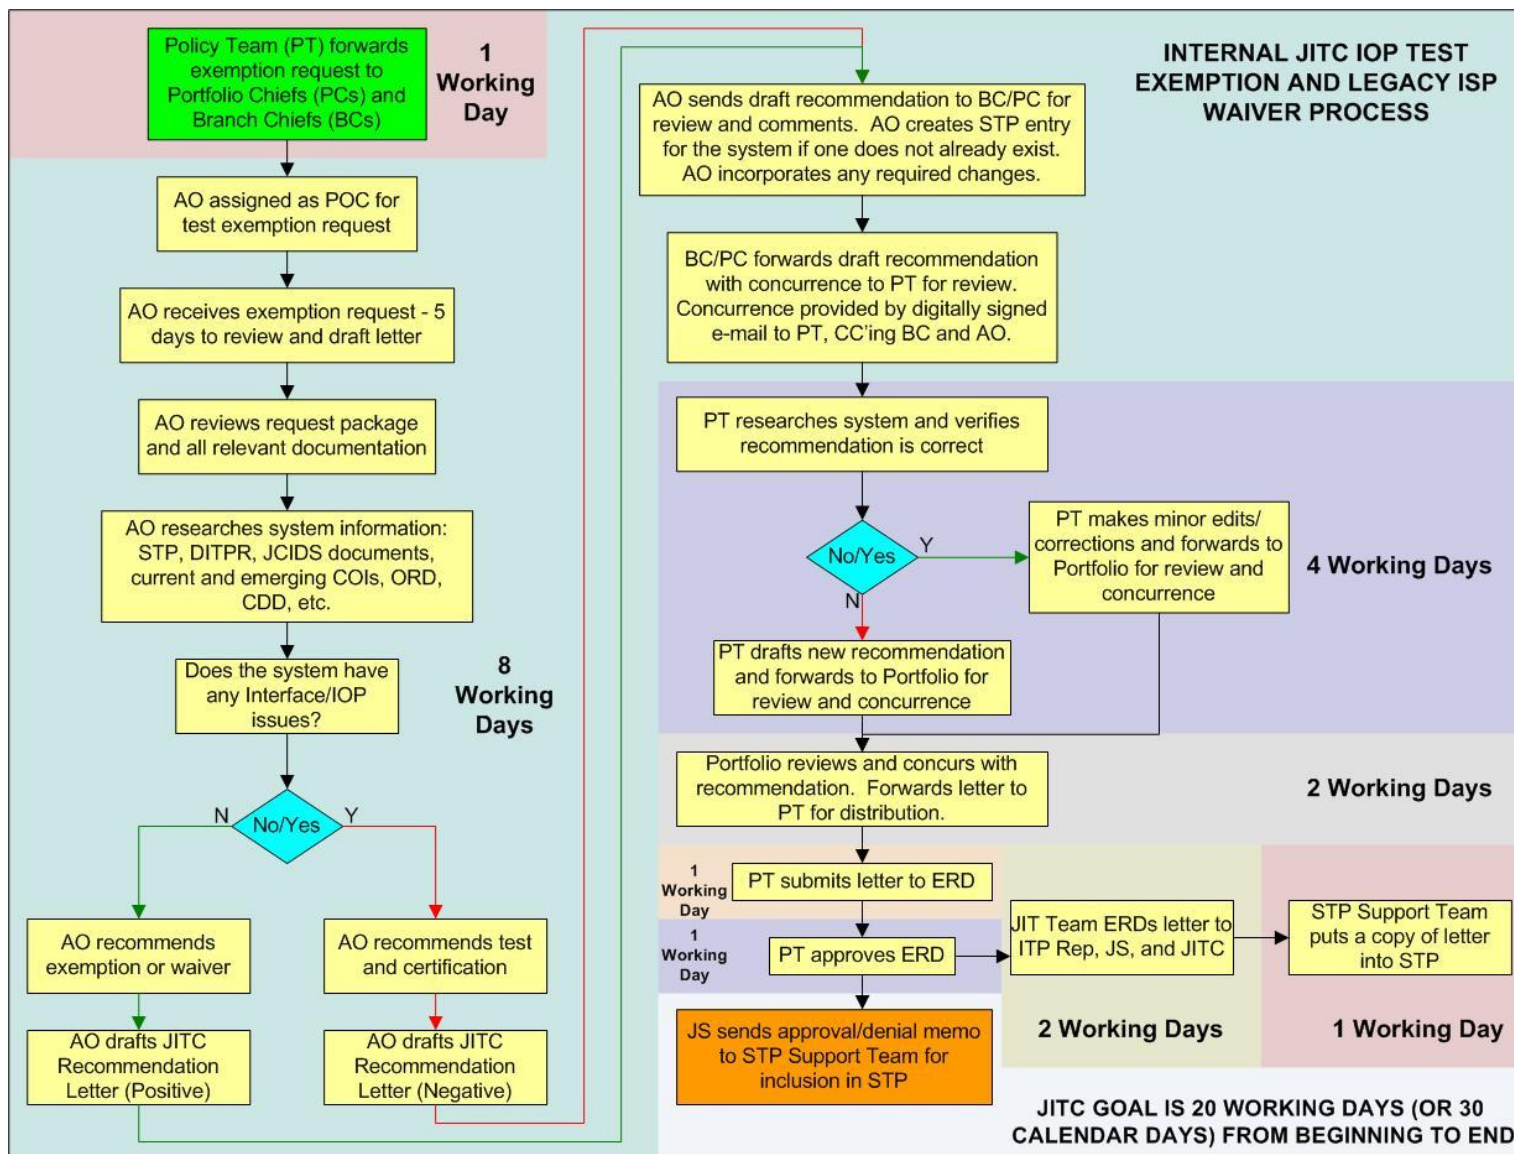 INTERNAL JITC IOP TEST
EXEMPTION AND LEGACY ISP
WAIVER PROCESS
Policy Team (PT) forwards
exemption request to
Portfolio Chiefs (PCs) and
Branch Chiefs (BCs)
1
Working
Day
AO assigned as POC for
test exemption request
AO receives exemption request - 5
days to review and draft letter
AO reviews request package
and all relevant documentation
AO researches system information:
STP, DITPR, JCIDS documents,
current and emerging COIs, ORD,
CDD, etc.
Does the system have
any Interface/IOP
issues?
8
Working
Days
N
No/Yes
Y
AO recommends
exemption or waiver
AO recommends test
and certification
AO drafts JITC
Recommendation
Letter (Positive)
AO drafts JITC
Recommendation
Letter (Negative)
AO sends draft recommendation to BC/PC for
review and comments.  AO creates STP entry
for the system if one does not already exist.
AO incorporates any required changes.
BC/PC forwards draft recommendation
with concurrence to PT for review.
Concurrence provided by digitally signed
e-mail to PT, CC'ing BC and AO.
PT researches system and verifies
recommendation is correct
No/Yes
Y
N
PT makes minor edits/
corrections and forwards to
Portfolio for review and
concurrence
4 Working Days
PT drafts new recommendation
and forwards to Portfolio for
review and concurrence
Portfolio reviews and concurs with
recommendation.  Forwards letter to
PT for distribution.
2 Working Days
1
Working
Day
PT submits letter to ERD
1
Working
Day
PT approves ERD
JIT Team ERDs letter to
ITP Rep, JS, and JITC
STP Support Team
puts a copy of letter
into STP
2 Working Days
1 Working Day
JS sends approval/denial memo
to STP Support Team for
inclusion in STP
JITC GOAL IS 20 WORKING DAYS (OR 30
CALENDAR DAYS) FROM BEGINNING TO END